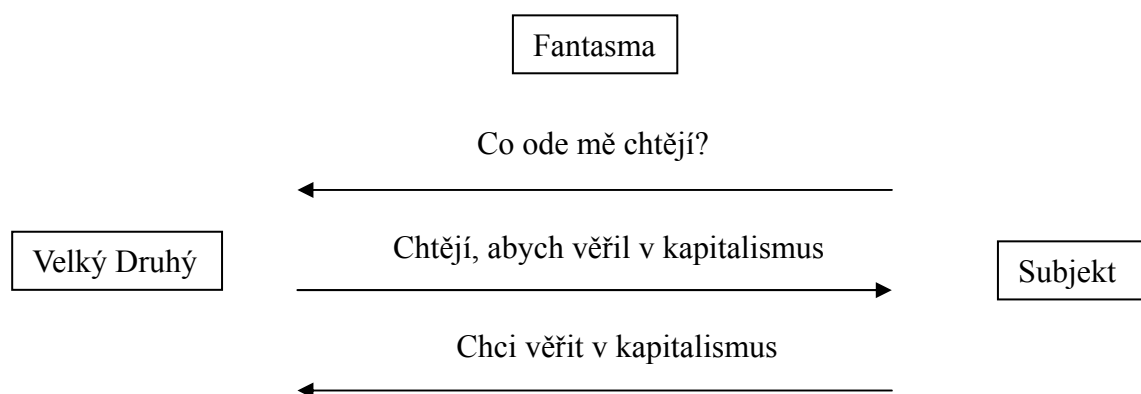 Fantasma
Co ode mě chtějí?
Velký Druhý
Chtějí, abych věřil v kapitalismus
Subjekt
Chci věřit v kapitalismus